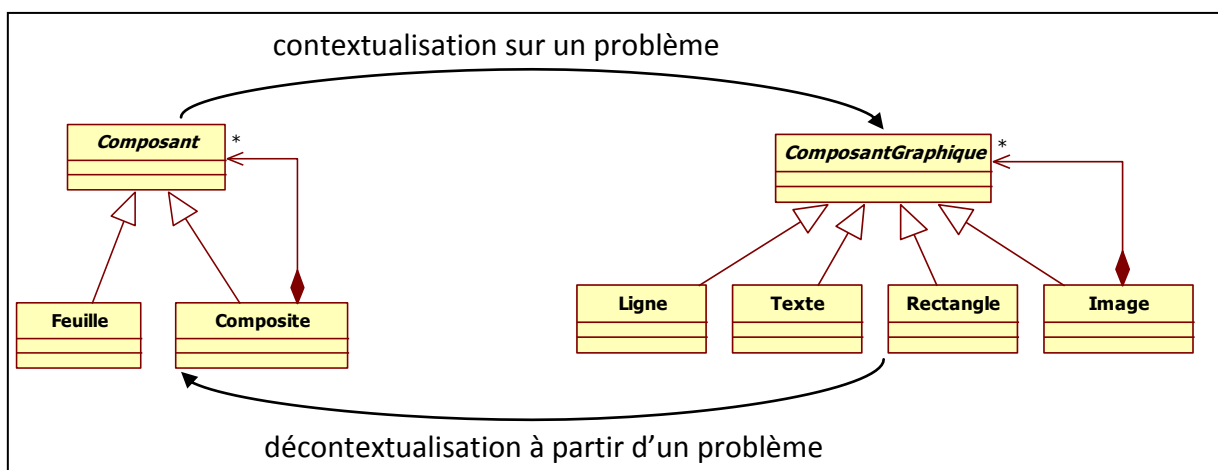 contextualisation sur un problème
Composant
*
ComposantGraphique
*
Feuille
Composite
Ligne
Texte
Rectangle
Image
décontextualisation à partir d’un problème